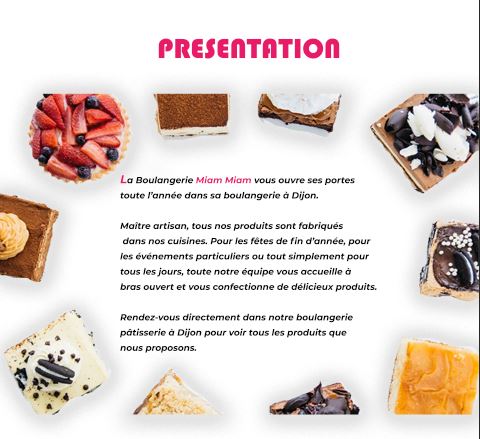 PRESENTATION
La Boulangerie Miam Miam vous ouvre ses portes
toute l'année dans sa boulangerie à Dijon.
Maître artisan, tous nos produits sont fabriqués
dans nos cuisines. Pour les fêtes de fin d'année, pour
les événements particuliers ou tout simplement pour
tous les jours, toute notre équipe vous accueille à
bras ouvert et vous confectionne de délicieux produits.
Rendez-vous directement dans notre boulangerie
pâtisserie à Dijon pour voir tous les produits que
nous proposons.